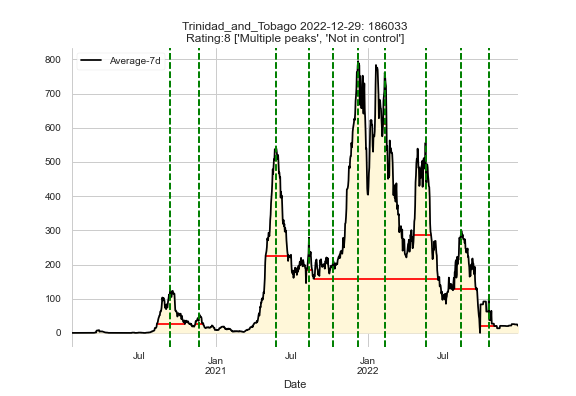 Trinidad_and_Tobago 2022-12-29: 186033
Rating:8 ['Multiple peaks', 'Not in control']
Average-7d
800
700
600
500
400
300
200
100
0
Jul
Jan
2021
Jul
Jan
2022
Jul
Date